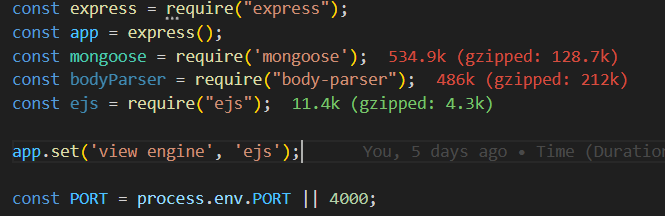 const express = require("express");
const app = express();
const mongoose = require('mongoose');  534.9k (gzipped: 128.7k)
const bodyParser = require("body-parser");  486k (gzipped: 212k)
const ejs = require("ejs");  11.4k (gzipped: 4.3k)
app.set('view engine', 'ejs');  You, 5 days ago • Time (Duration
const PORT = process.env.PORT || 4000;